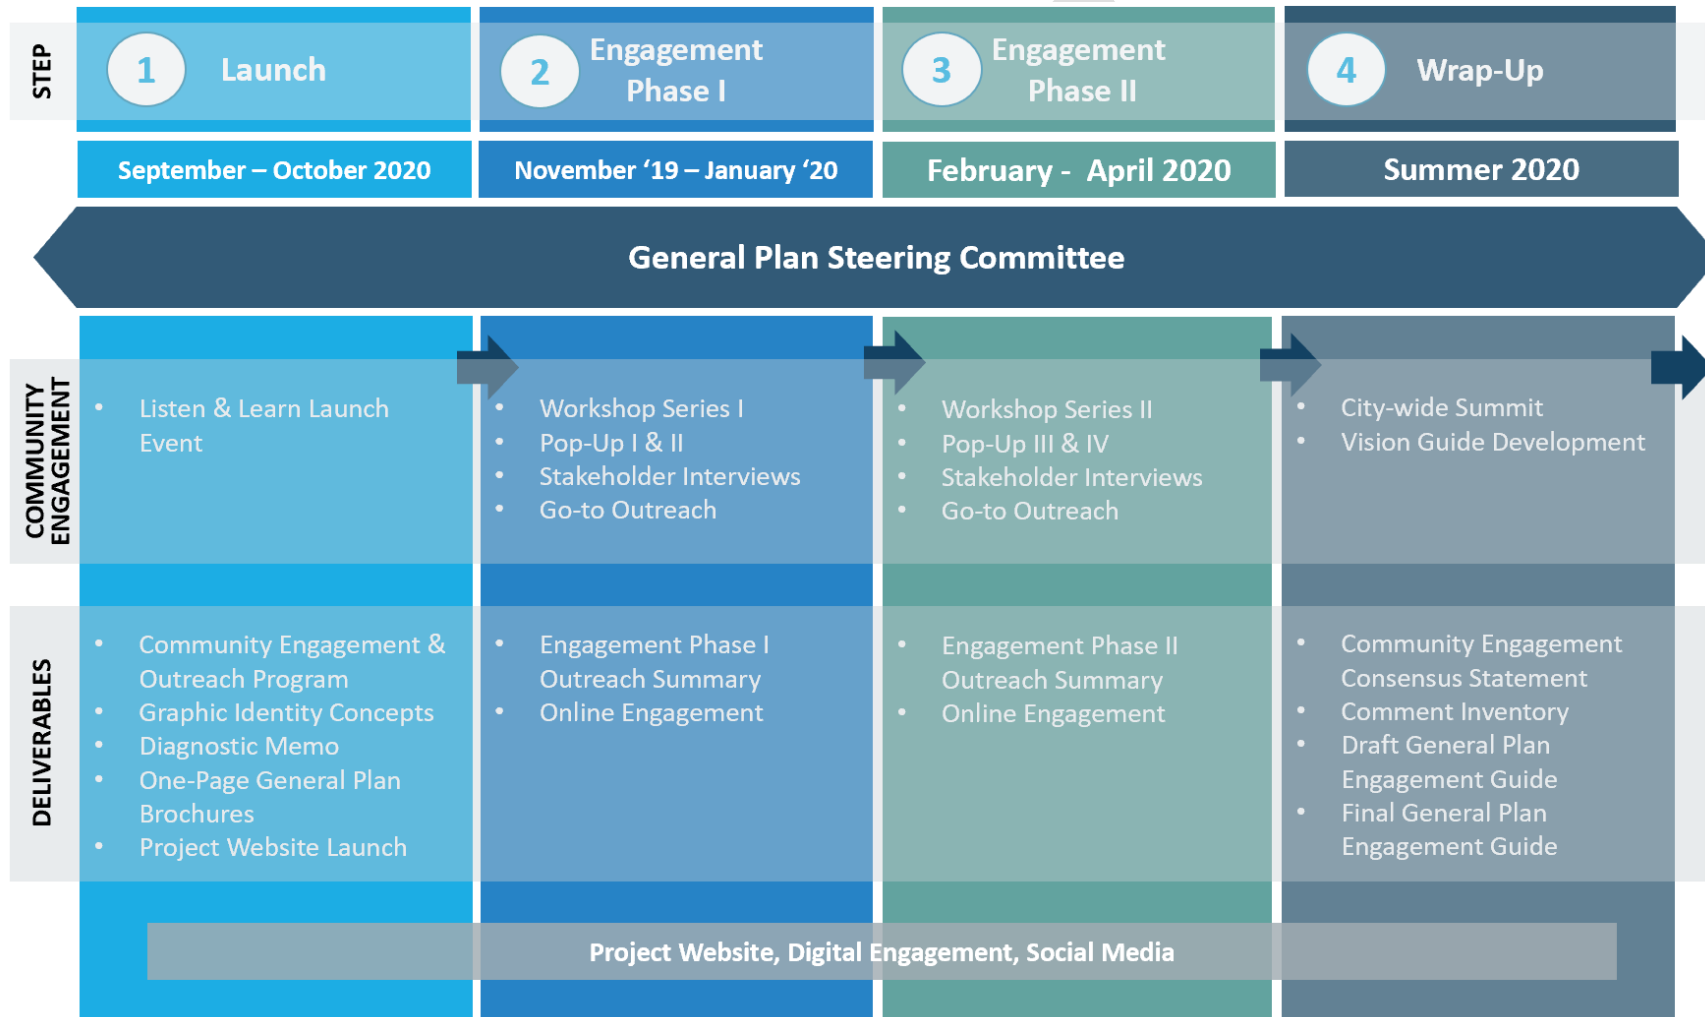 STEP
1
Launch
2
Engagement
Phase I
3
Engagement
Phase II
4
Wrap-Up
September – October 2020
November ‘19 – January ‘20
February -  April 2020
Summer 2020
General Plan Steering Committee
COMMUNITY
ENGAGEMENT
• Listen & Learn Launch
Event
• Workshop Series I
• Pop-Up I & II
• Stakeholder Interviews
• Go-to Outreach
• Workshop Series II
• Pop-Up III & IV
• Stakeholder Interviews
• Go-to Outreach
• City-wide Summit
• Vision Guide Development
DELIVERABLES
• Community Engagement &
Outreach Program
• Graphic Identity Concepts
• Diagnostic Memo
• One-Page General Plan
Brochures
• Project Website Launch
• Engagement Phase I
Outreach Summary
• Online Engagement
• Engagement Phase II
Outreach Summary
• Online Engagement
• Community Engagement
Consensus Statement
• Comment Inventory
• Draft General Plan
Engagement Guide
• Final General Plan
Engagement Guide
Project Website, Digital Engagement, Social Media